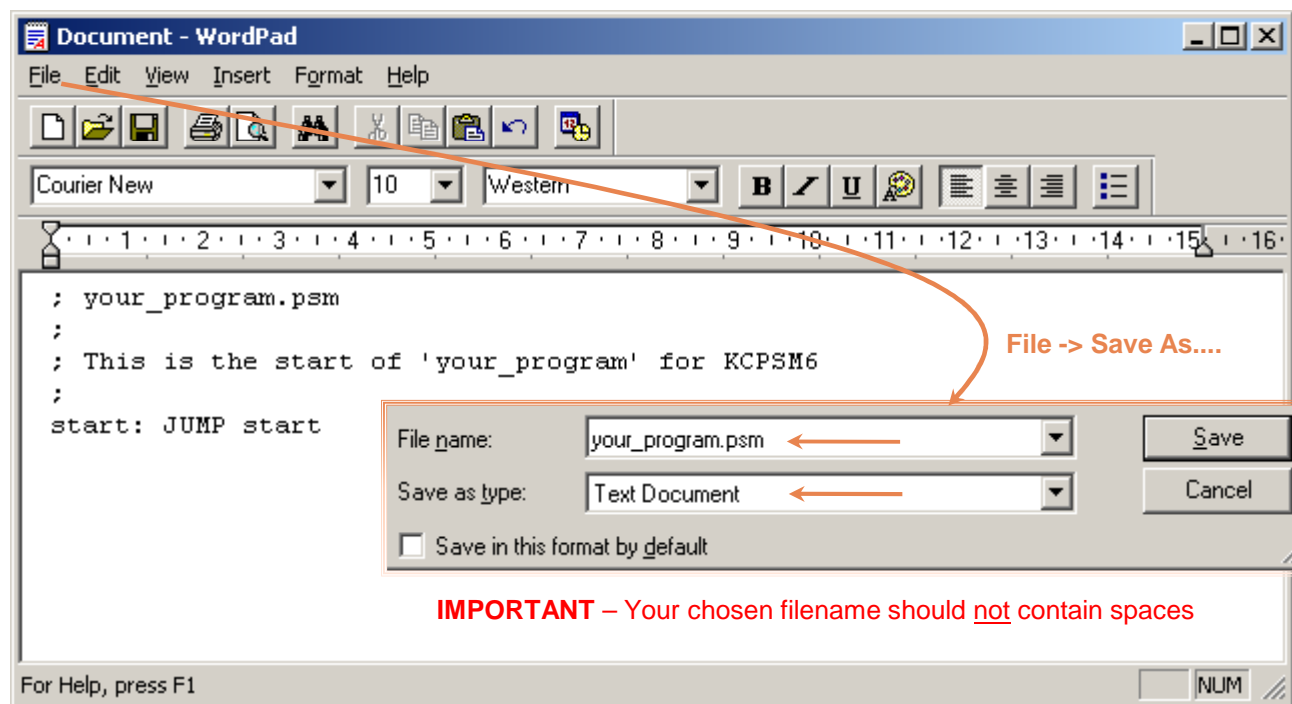 Document - WordPad
File Edit View Insert Format Help
Courier New 10 Western B I U
1 2 3 4 5 6 7 8 9 10 11 12 13 14 15 16
; your_program.psm
;
; This is the start of 'your_program' for KCPSM6
;
start: JUMP start
File -> Save As....
File name: your_program.psm Save
Save as type: Text Document Cancel
Save in this format by default
IMPORTANT – Your chosen filename should not contain spaces
For Help, press F1 NUM